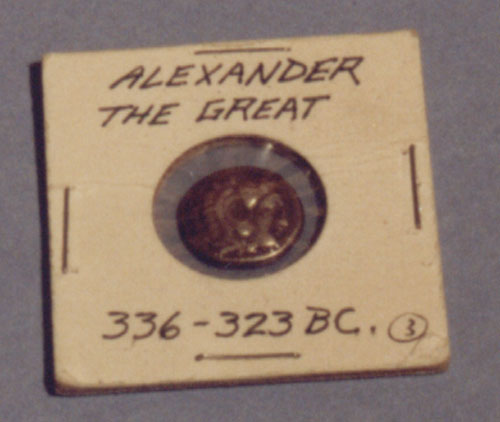 ALEXANDER
THE GREAT
336-323 BC. 3